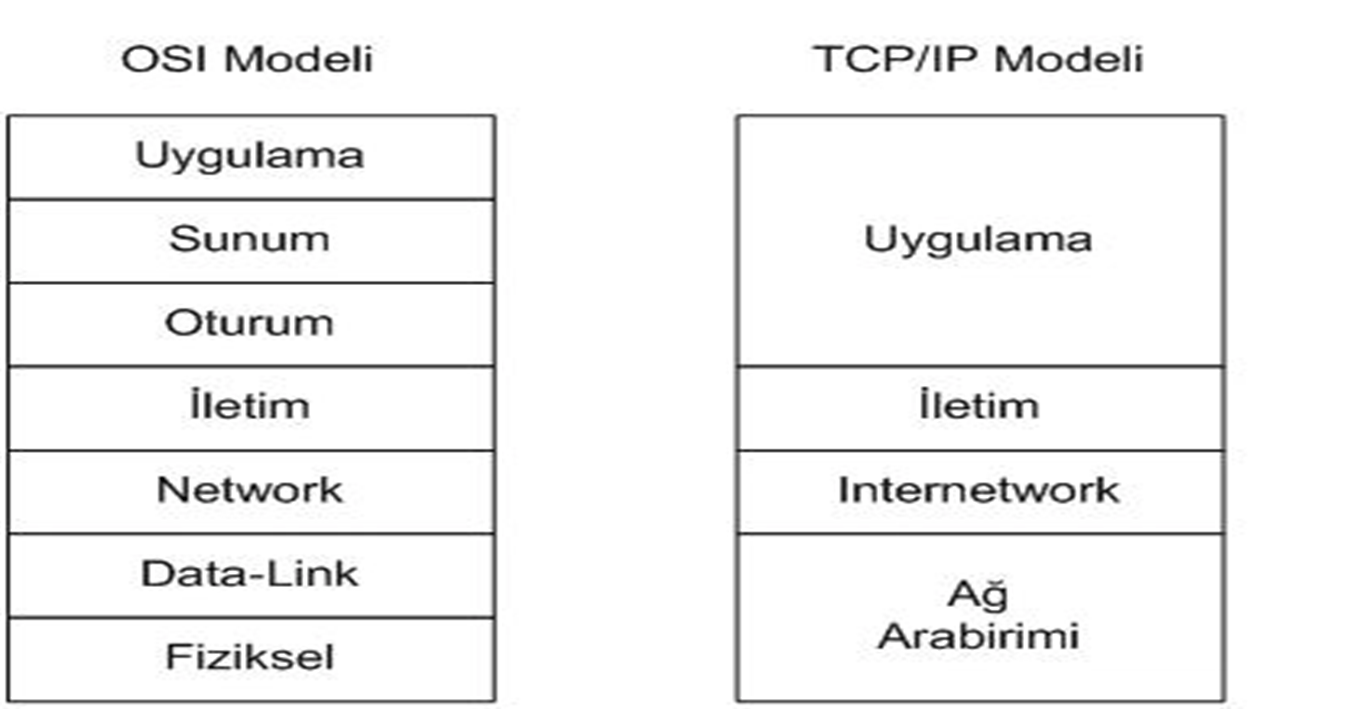 OSI Modeli
Uygulama
Sunum
Oturum
İletim
Network
Data-Link
Fiziksel
TCP/IP Modeli
Uygulama
İletim
Internetwork
Ağ
Arabirimi